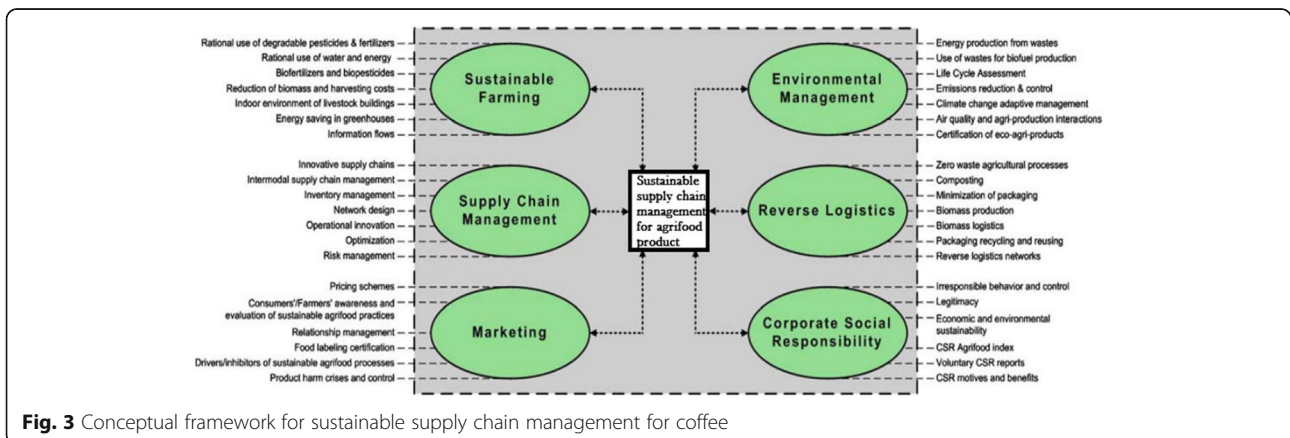 Rational use of degradable pesticides & fertilizers
Rational use of water and energy
Biofertilizers and biopesticides
Reduction of biomass and harvesting costs
Indoor environment of livestock buildings
Energy saving in greenhouses
Information flows
Sustainable
Farming
Environmental
Management
Energy production from wastes
Use of wastes for biofuel production
Life Cycle Assessment
Emissions reduction & control
Climate change adaptive management
Air quality and agri-production interactions
Certification of eco-agri-products
Innovative supply chains
Intermodal supply chain management
Inventory management
Network design
Operational innovation
Optimization
Risk management
Supply Chain
Management
Sustainable
supply chain
management
for agrifood
product
Reverse Logistics
Zero waste agricultural processes
Composting
Minimization of packaging
Biomass production
Biomass logistics
Packaging recycling and reusing
Reverse logistics networks
Pricing schemes
Consumers'/Farmers' awareness and
evaluation of sustainable agrifood practices
Relationship management
Food labeling certification
Drivers/inhibitors of sustainable agrifood processes
Product harm crises and control
Marketing
Corporate Social
Responsibility
Irresponsible behavior and control
Legitimacy
Economic and environmental
sustainability
CSR Agrifood index
Voluntary CSR reports
CSR motives and benefits
Fig. 3 Conceptual framework for sustainable supply chain management for coffee